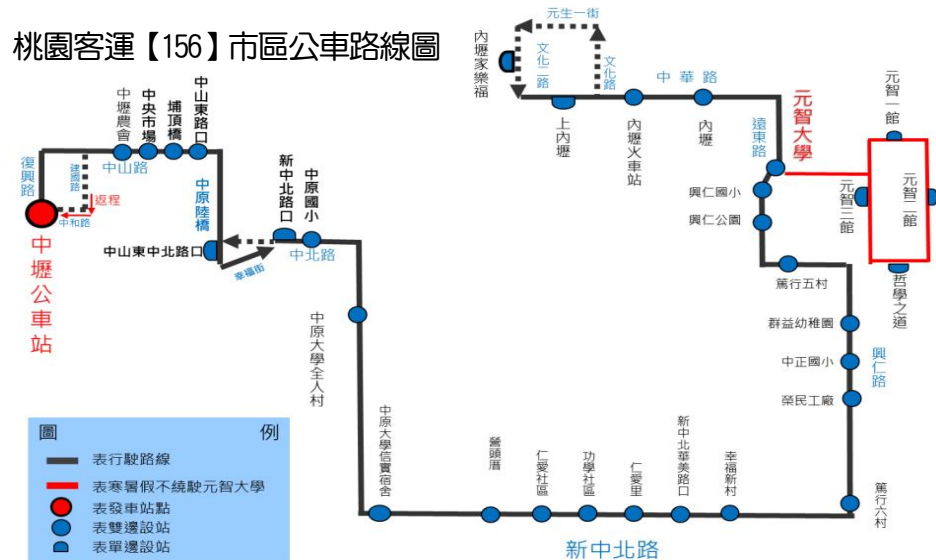 桃園客運【156】市區公車路線圖
元生一街
文化二路
文化路
內壢家樂福
中華路
上內壢
內壢火車站
內壢
遠東路
元智大學
元智一館
元智二館
元智三館
哲學之道
興仁國小
興仁公園
篤行五村
群益幼稚園
中正國小
榮民工廠
興仁路
篤行六村
中壢農會
中央市場
埔頂橋
中山東路口
中山路
復興路
建國路
返程
中和路
中壢公車站
中原陸橋
中山東中北路口
幸福街
新中北路口
中原國小
中北路
中原大學全人村
中原大學信實宿舍
營頭厝
仁愛社區
功學社區
仁愛里
新中北華美路口
幸福新村
新中北路
圖例
表行駛路線
表寒暑假不繞駛元智大學
表發車站點
表雙邊設站
表單邊設站